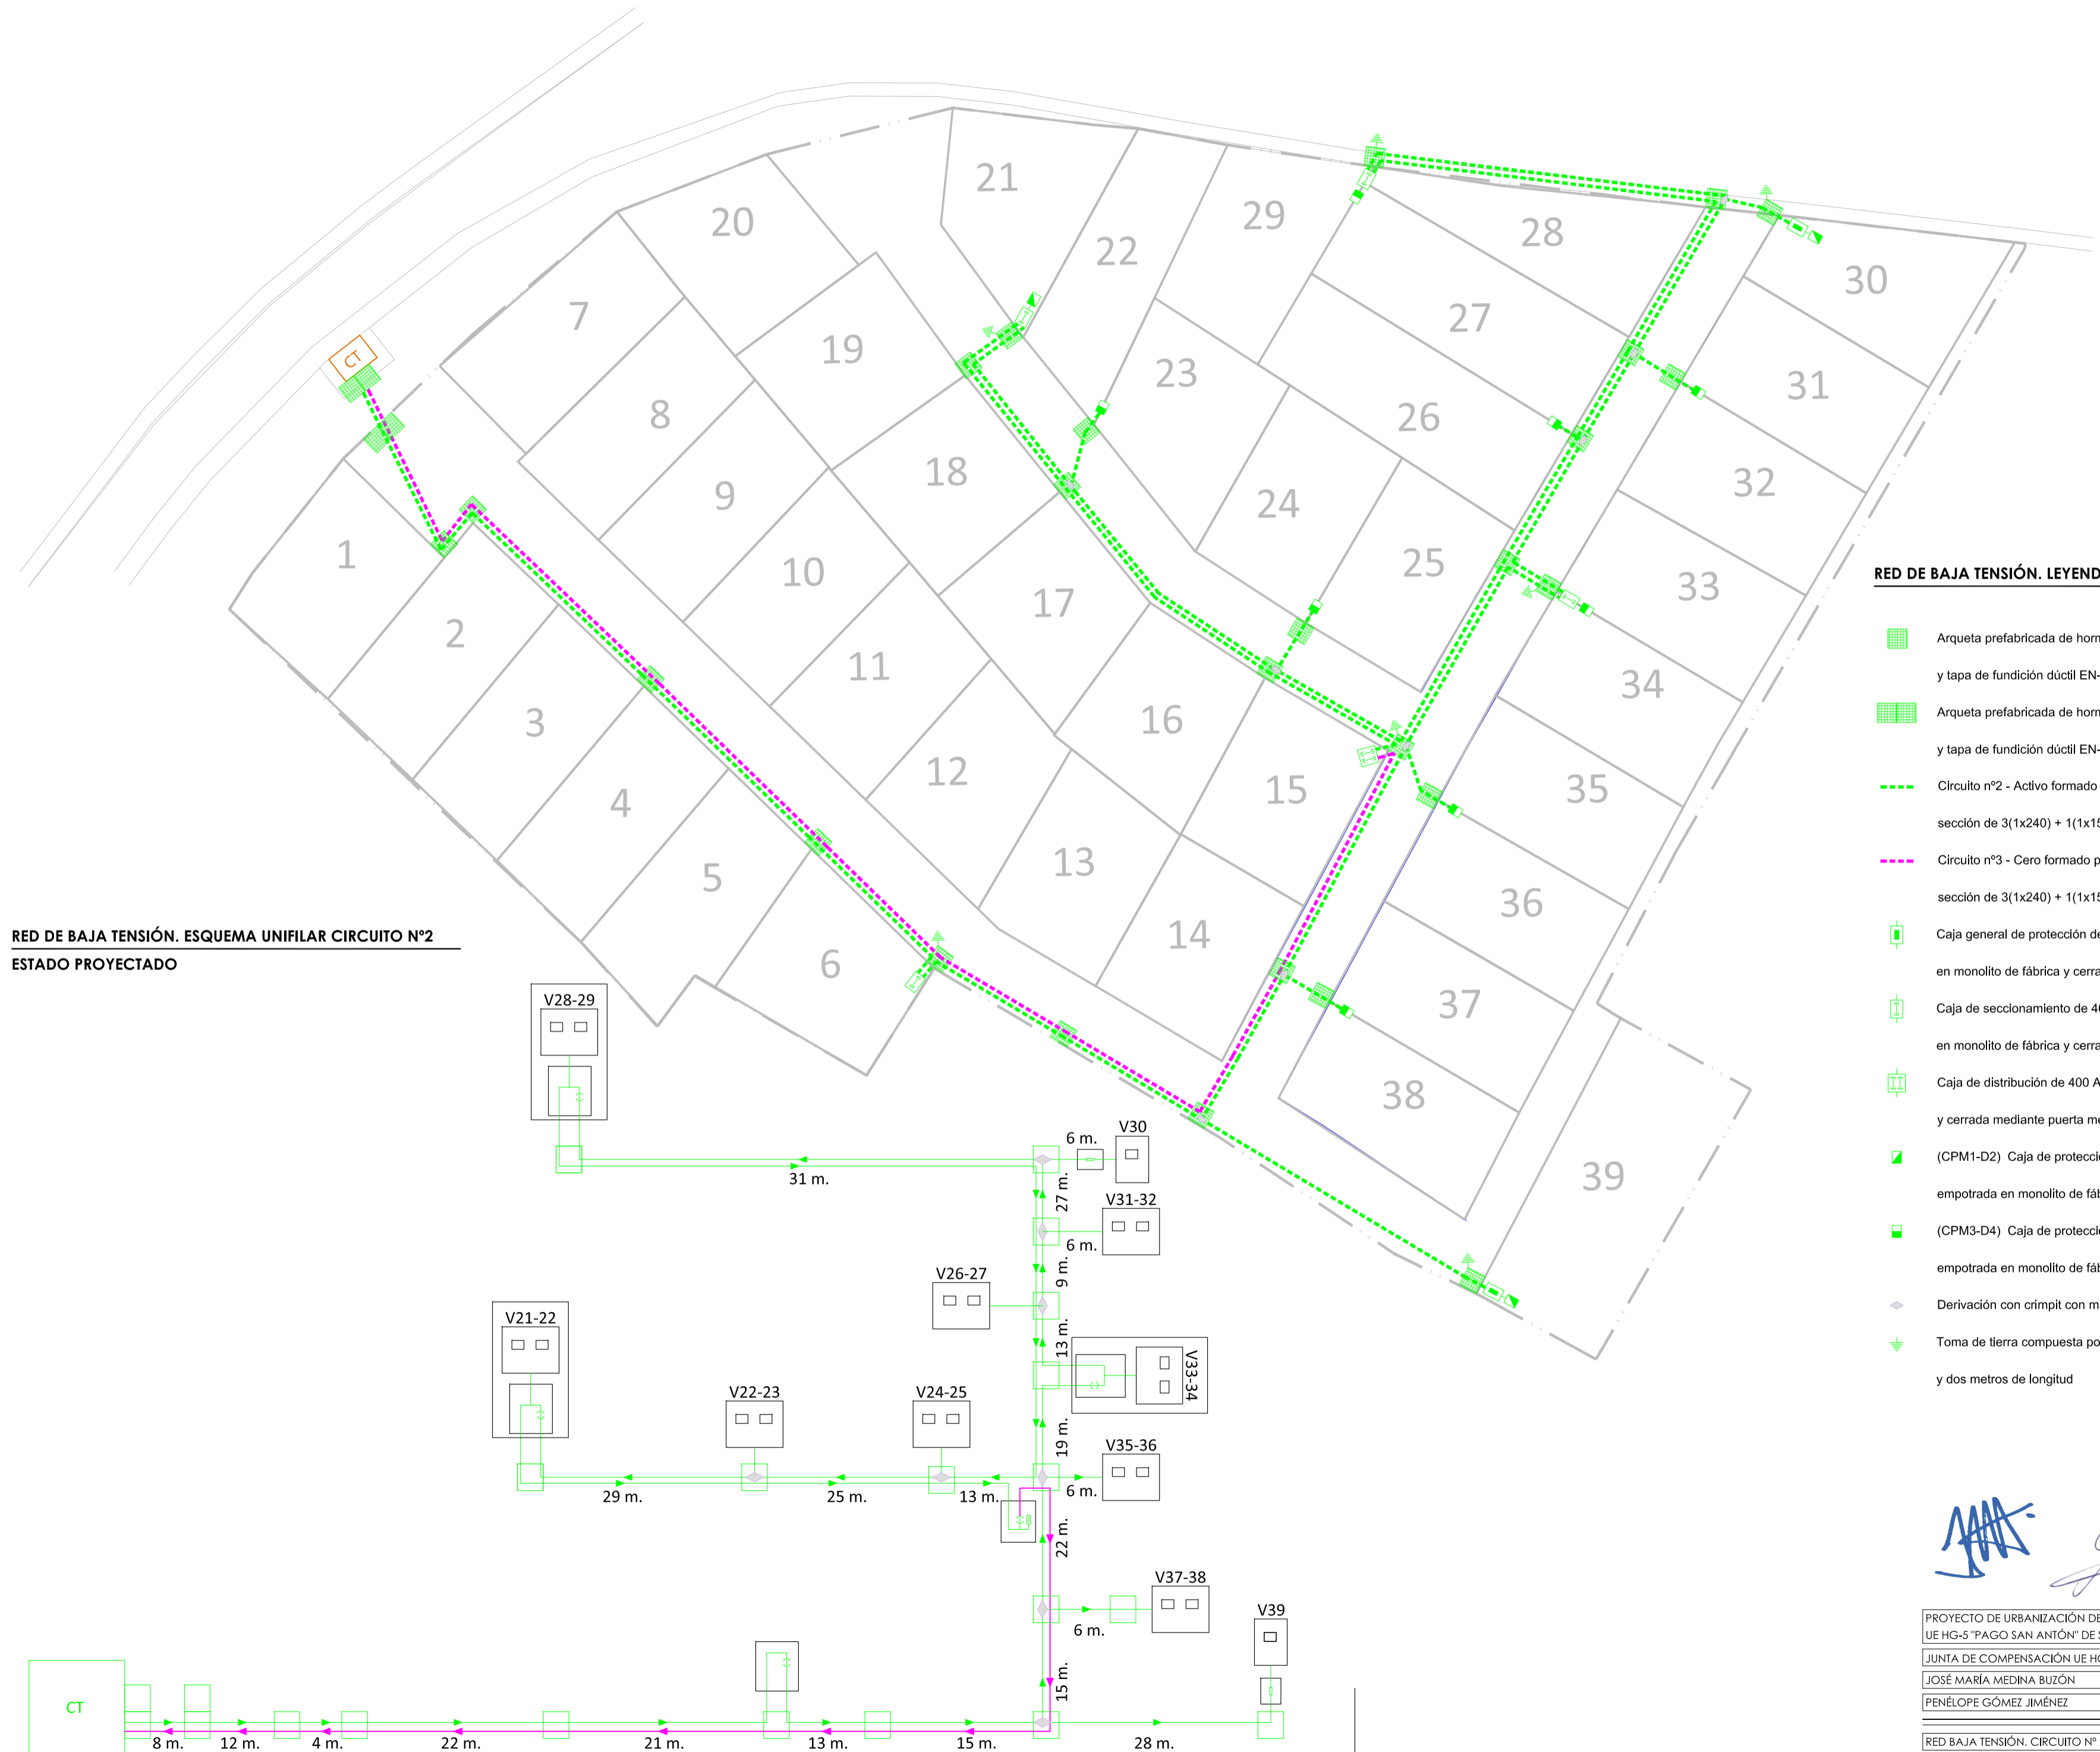 21
20
29
28
22
30
7
27
CT
19
23
31
8
26
18
32
9
24
25
1
10
17
33
2
11
34
3
16
12
35
4
15
13
5
36
14
6
37
38
39
RED DE BAJA TENSIÓN. LEYEND
Arqueta prefabricada de horn
y tapa de fundición dúctil EN-
Arqueta prefabricada de horn
y tapa de fundición dúctil EN-
Circuito nº2 - Activo formado
sección de 3(1x240) + 1(1x15
Circuito nº3 - Cero formado p
sección de 3(1x240) + 1(1x15
Caja general de protección de
en monolito de fábrica y cerra
Caja de seccionamiento de 40
en monolito de fábrica y cerra
Caja de distribución de 400 A
y cerrada mediante puerta me
(CPM1-D2) Caja de protecció
empotrada en monolito de fáb
(CPM3-D4) Caja de protecció
empotrada en monolito de fáb
Derivación con crimpit con m
Toma de tierra compuesta po
y dos metros de longitud
RED DE BAJA TENSIÓN. ESQUEMA UNIFILAR CIRCUITO Nº2
ESTADO PROYECTADO
V28-29
31 m.
6 m.
V30
27 m.
V31-32
6 m.
9 m.
V26-27
13 m.
V33-34
V21-22
V22-23
V24-25
19 m.
V35-36
29 m.
25 m.
13 m.
6 m.
22 m.
V37-38
6 m.
V39
15 m.
CT
8 m.
12 m.
4 m.
22 m.
21 m.
13 m.
15 m.
28 m.
PROYECTO DE URBANIZACIÓN DE
UE HG-5 "PAGO SAN ANTÓN" DE S
JUNTA DE COMPENSACIÓN UE HG
JOSÉ MARÍA MEDINA BUZÓN
PENÉLOPE GÓMEZ JIMÉNEZ
RED BAJA TENSIÓN. CIRCUITO Nº